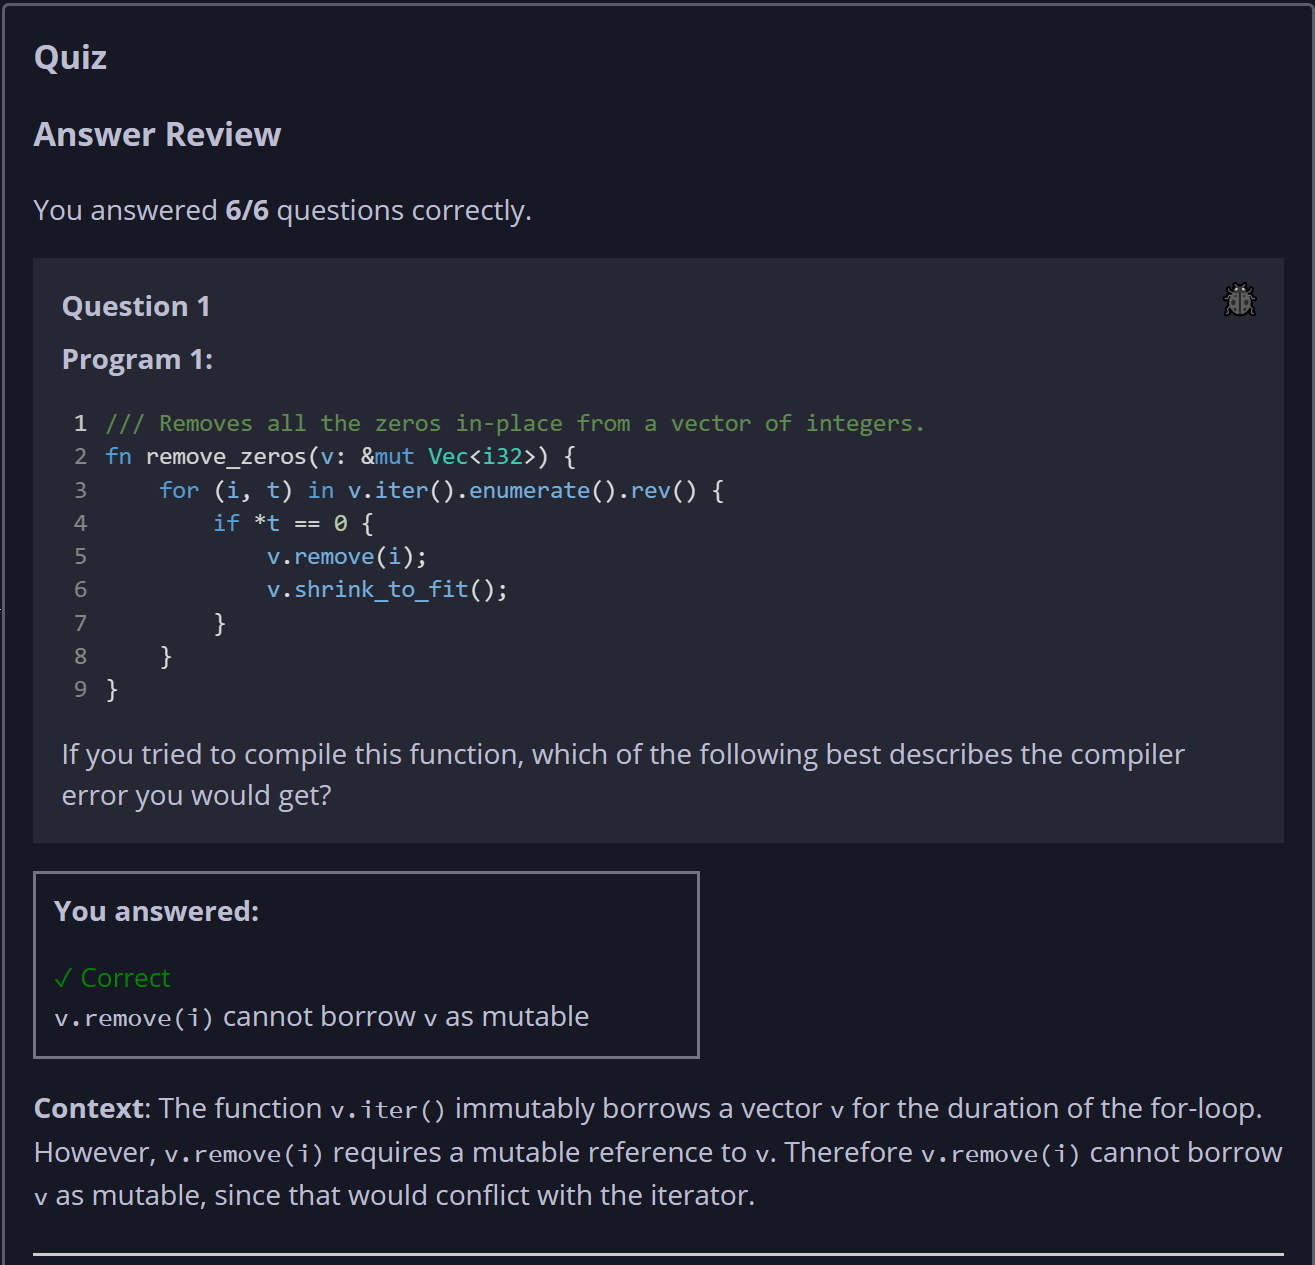 Quiz
Answer Review
You answered 6/6 questions correctly.
Question 1
Program 1:
1 /// Removes all the zeros in-place from a vector of integers.
2 fn remove_zeros(v: &mut Vec<i32>) {
3     for (i, t) in v.iter().enumerate().rev() {
4         if *t == 0 {
5             v.remove(i);
6             v.shrink_to_fit();
7         }
8     }
9 }
If you tried to compile this function, which of the following best describes the compiler
error you would get?
You answered:
✓ Correct
v.remove(i) cannot borrow v as mutable
Context: The function v.iter() immutably borrows a vector v for the duration of the for-loop.
However, v.remove(i) requires a mutable reference to v. Therefore v.remove(i) cannot borrow
v as mutable, since that would conflict with the iterator.